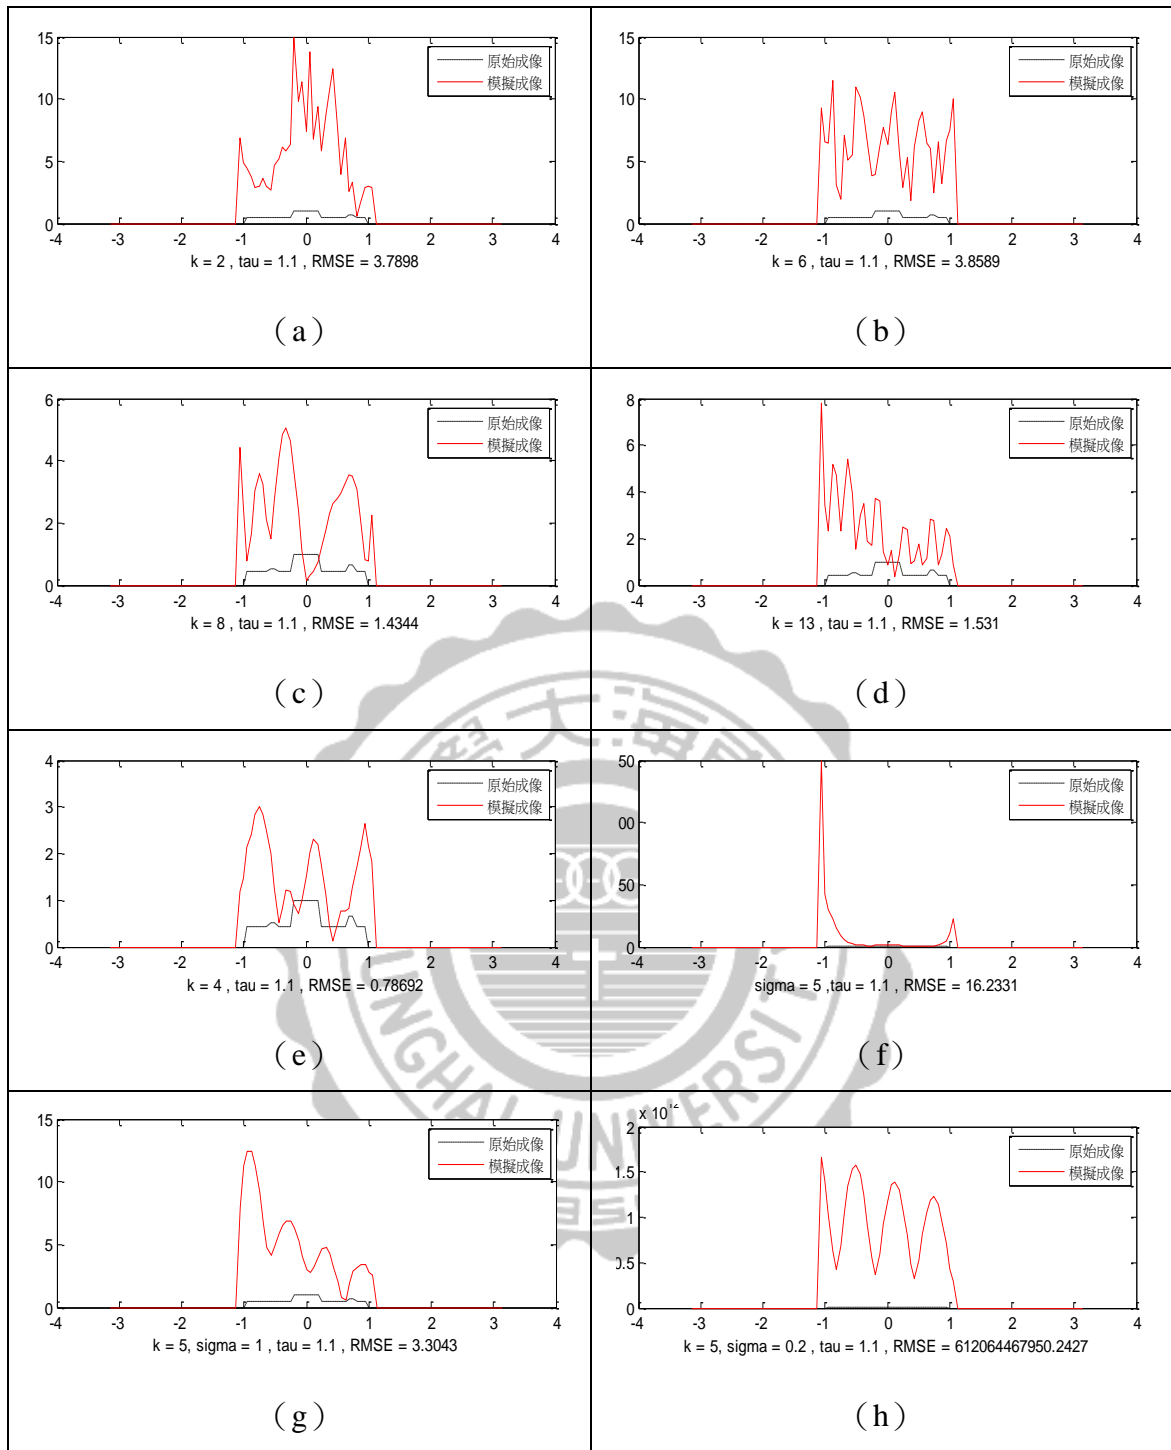 15
10
5
0
-4 -3 -2 -1 0 1 2 3 4
原始成像
模擬成像
k = 2 , tau = 1.1 , RMSE = 3.7898
(a)
15
10
5
0
-4 -3 -2 -1 0 1 2 3 4
原始成像
模擬成像
k = 6 , tau = 1.1 , RMSE = 3.8589
(b)
6
4
2
0
-4 -3 -2 -1 0 1 2 3 4
原始成像
模擬成像
k = 8 , tau = 1.1 , RMSE = 1.4344
(c)
8
6
4
2
0
-4 -3 -2 -1 0 1 2 3 4
原始成像
模擬成像
k = 13 , tau = 1.1 , RMSE = 1.531
(d)
4
3
2
1
0
-4 -3 -2 -1 0 1 2 3 4
原始成像
模擬成像
k = 4 , tau = 1.1 , RMSE = 0.78692
(e)
50
00
50
0
-4 -3 -2 -1 0 1 2 3 4
原始成像
模擬成像
sigma = 5 ,tau = 1.1 , RMSE = 16.2331
(f)
15
10
5
0
-4 -3 -2 -1 0 1 2 3 4
原始成像
模擬成像
k = 5, sigma = 1 , tau = 1.1 , RMSE = 3.3043
(g)
x 10^12
2
1.5
1
0.5
0
-4 -3 -2 -1 0 1 2 3 4
原始成像
模擬成像
k = 5, sigma = 0.2 , tau = 1.1 , RMSE = 612064467950.2427
(h)
大海
UNGHAI UNIVERSIT